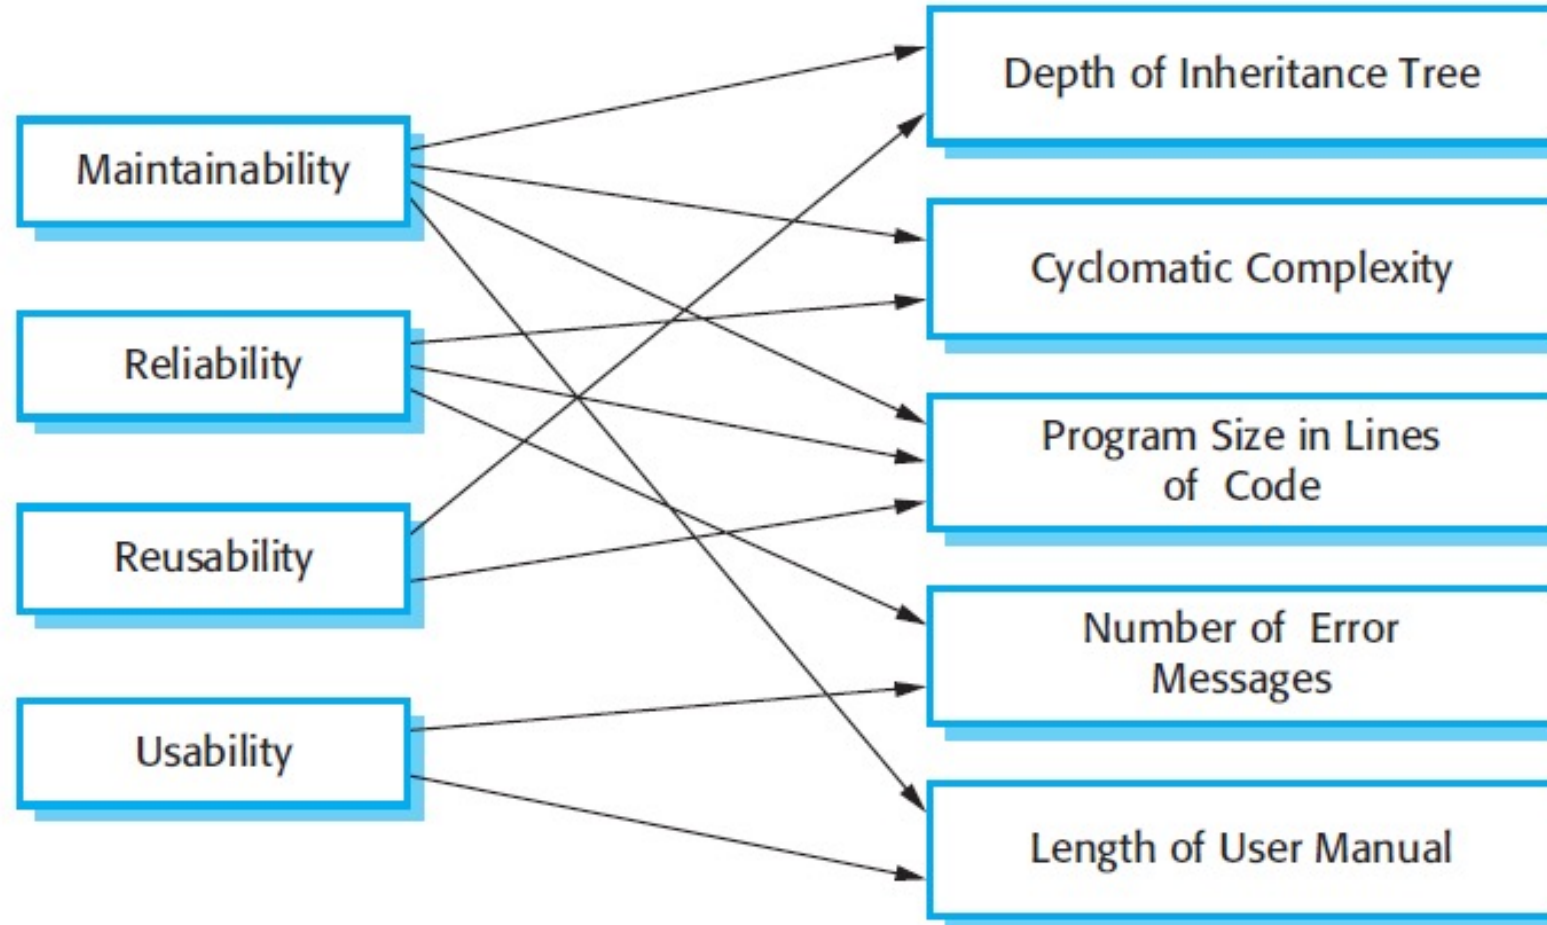 Maintainability
Reliability
Reusability
Usability
Depth of Inheritance Tree
Cyclomatic Complexity
Program Size in Lines
of Code
Number of Error
Messages
Length of User Manual